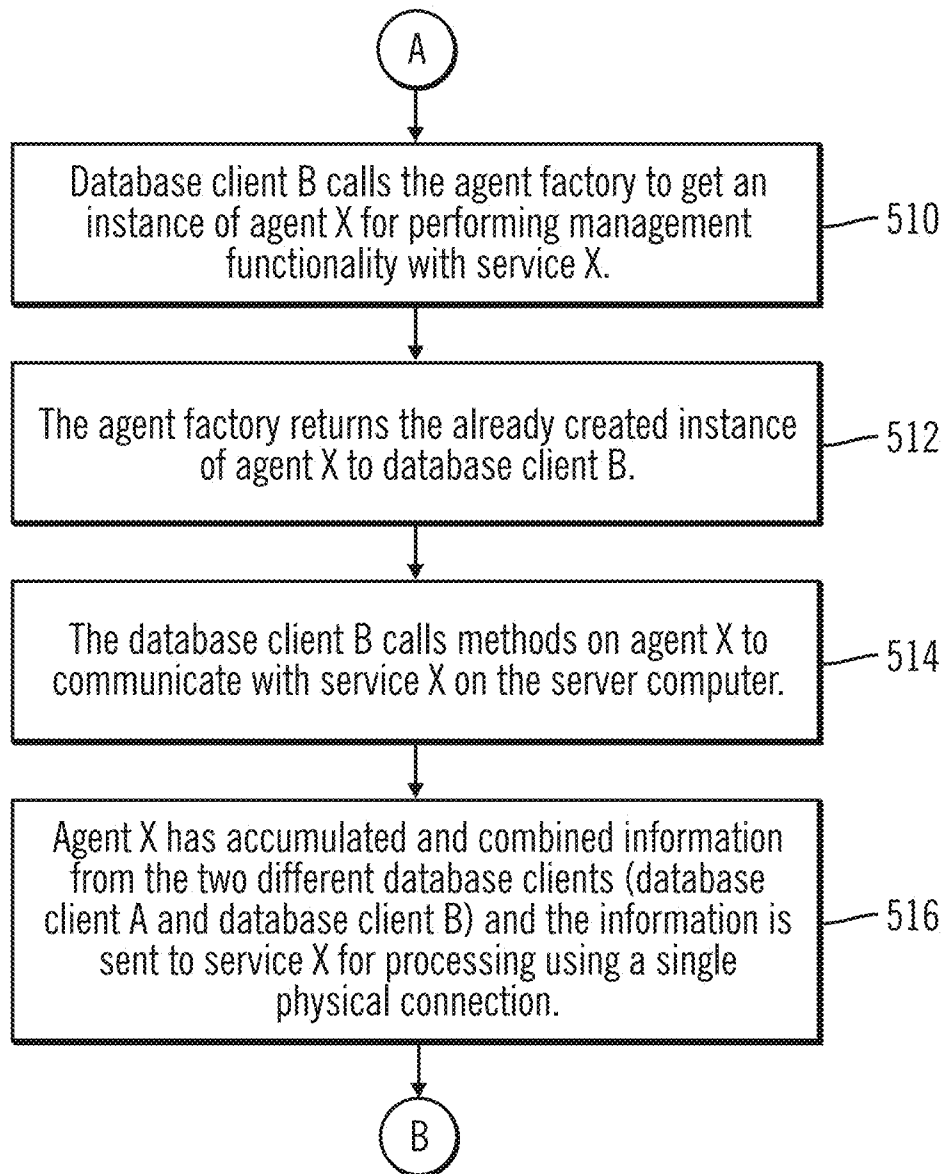 A
Database client B calls the agent factory to get an
instance of agent X for performing management
functionality with service X.
510
The agent factory returns the already created instance
of agent X to database client B.
512
The database client B calls methods on agent X to
communicate with service X on the server computer.
514
Agent X has accumulated and combined information
from the two different database clients (database
client A and database client B) and the information is
sent to service X for processing using a single
physical connection.
516
B